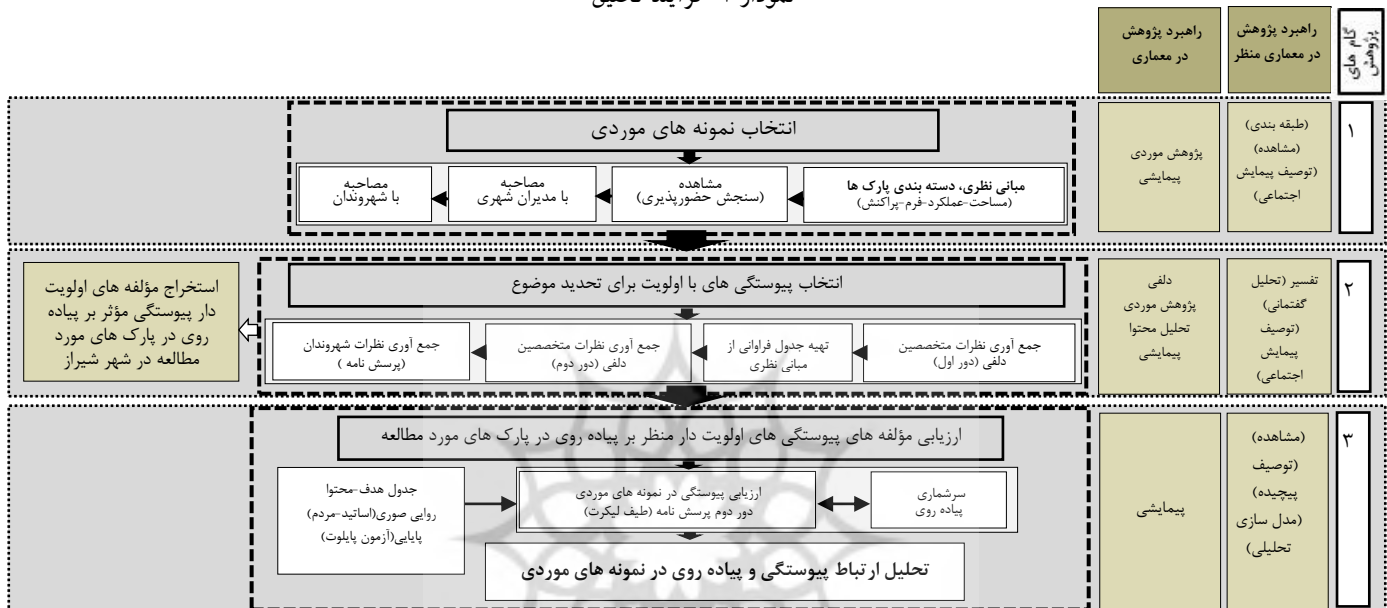 نمودار ۱- فرآیند تحقیق
گام های
پژوهش
راهبرد پژوهش
در معماری منظر
راهبرد پژوهش
در معماری
۱
(طبقه بندی)
(مشاهده)
(توصیف پیمایش
اجتماعی)
پژوهش موردی
پیمایشی
انتخاب نمونه های موردی
مبانی نظری، دسته بندی پارک ها
(مساحت-عملکرد-فرم-پراکنش)
مشاهده
(سنجش حضورپذیری)
مصاحبه
با مدیران شهری
مصاحبه
با شهروندان
۲
تفسیر (تحلیل
گفتمانی)
(توصیف
پیمایش
اجتماعی)
دلفی
پژوهش موردی
تحلیل محتوا
پیمایشی
انتخاب پیوستگی های با اولویت برای تحدید موضوع
جمع آوری نظرات متخصصین
دلفی (دور اول)
تهیه جدول فراوانی از
مبانی نظری
جمع آوری نظرات متخصصین
دلفی (دور دوم)
جمع آوری نظرات شهروندان
(پرسش نامه )
استخراج مؤلفه های اولویت
دار پیوستگی مؤثر بر پیاده
روی در پارک های مورد
مطالعه در شهر شیراز
۳
(مشاهده)
(توصیف
پیچیده)
(مدل سازی
تحلیلی)
پیمایشی
ارزیابی مؤلفه های پیوستگی های اولویت دار منظر بر پیاده روی در پارک های مورد مطالعه
سرشماری
پیاده روی
ارزیابی پیوستگی در نمونه های موردی
دور دوم پرسش نامه (طیف لیکرت)
جدول هدف-محتوا
روایی صوری(اساتید-مردم)
پایایی(آزمون پایلوت)
تحلیل ارتباط پیوستگی و پیاده روی در نمونه های موردی